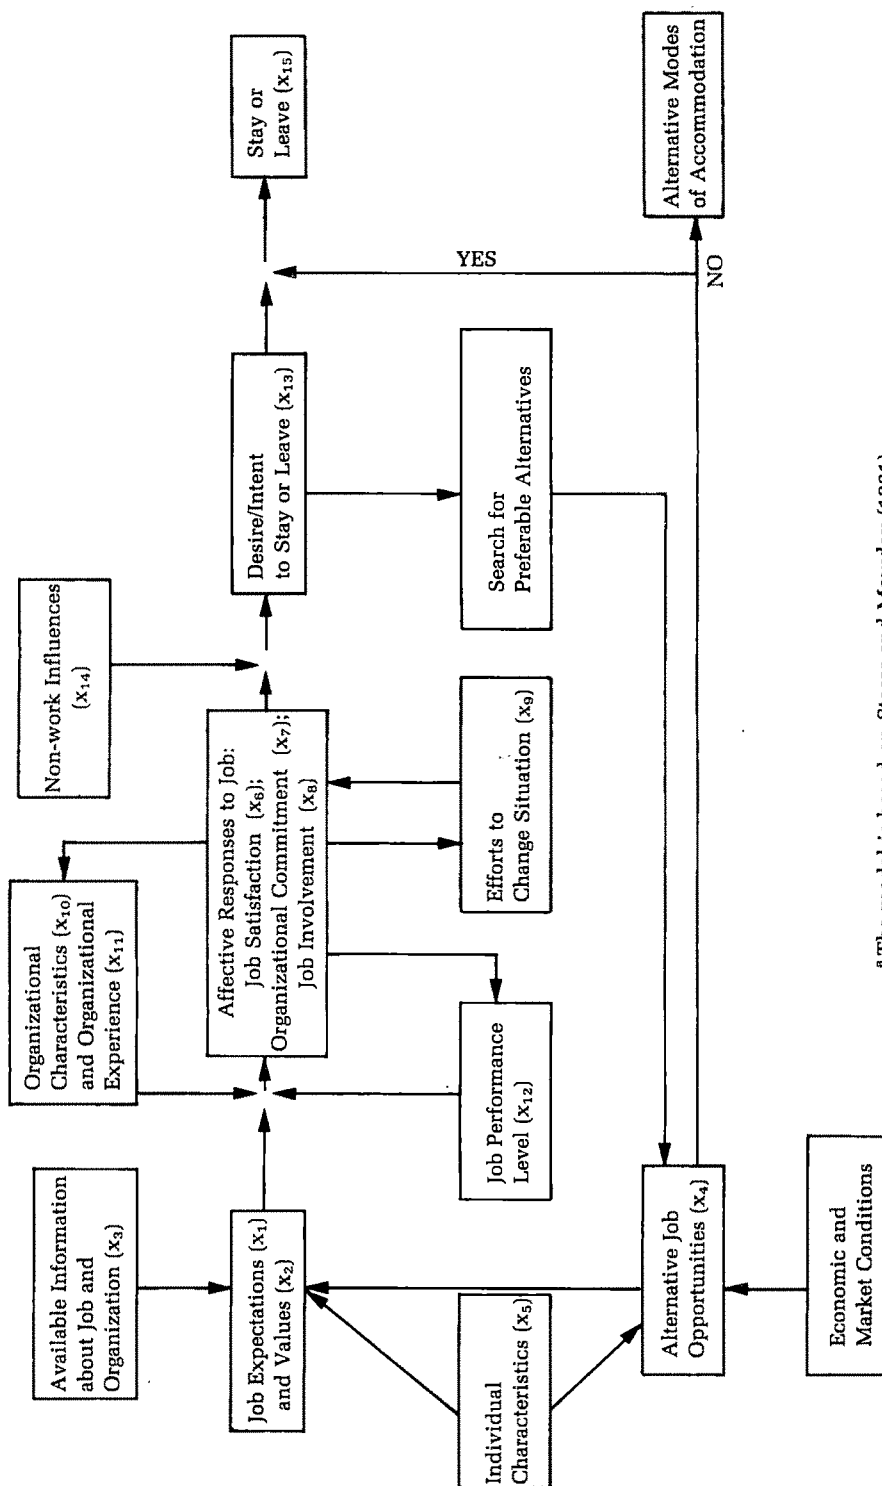 Available Information
about Job and
Organization (x₃)
Job Expectations (x₁)
and Values (x₂)
Individual
Characteristics (x₅)
Alternative Job
Opportunities (x₄)
Economic and
Market Conditions
Organizational
Characteristics (x₁₀)
and Organizational
Experience (x₁₁)
Job Performance
Level (x₁₂)
Affective Responses to Job:
Job Satisfaction (x₆);
Organizational Commitment (x₇);
Job Involvement (x₈)
Efforts to
Change Situation (x₉)
Non-work Influences
(x₁₄)
Desire/Intent
to Stay or Leave (x₁₃)
Search for
Preferable Alternatives
YES
NO
Stay or
Leave (x₁₅)
Alternative Modes
of Accommodation